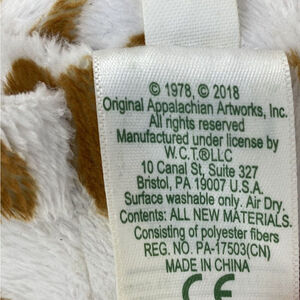 © 1978, © 2018
Original Appalachian Artworks, Inc.
All rights reserved
Manufactured under license by
W.C.T.®LLC
10 Canal St, Suite 327
Bristol, PA 19007 U.S.A.
Surface washable only. Air Dry.
Contents: ALL NEW MATERIALS.
Consisting of polyester fibers
REG. NO. PA-17503(CN)
MADE IN CHINA
CE